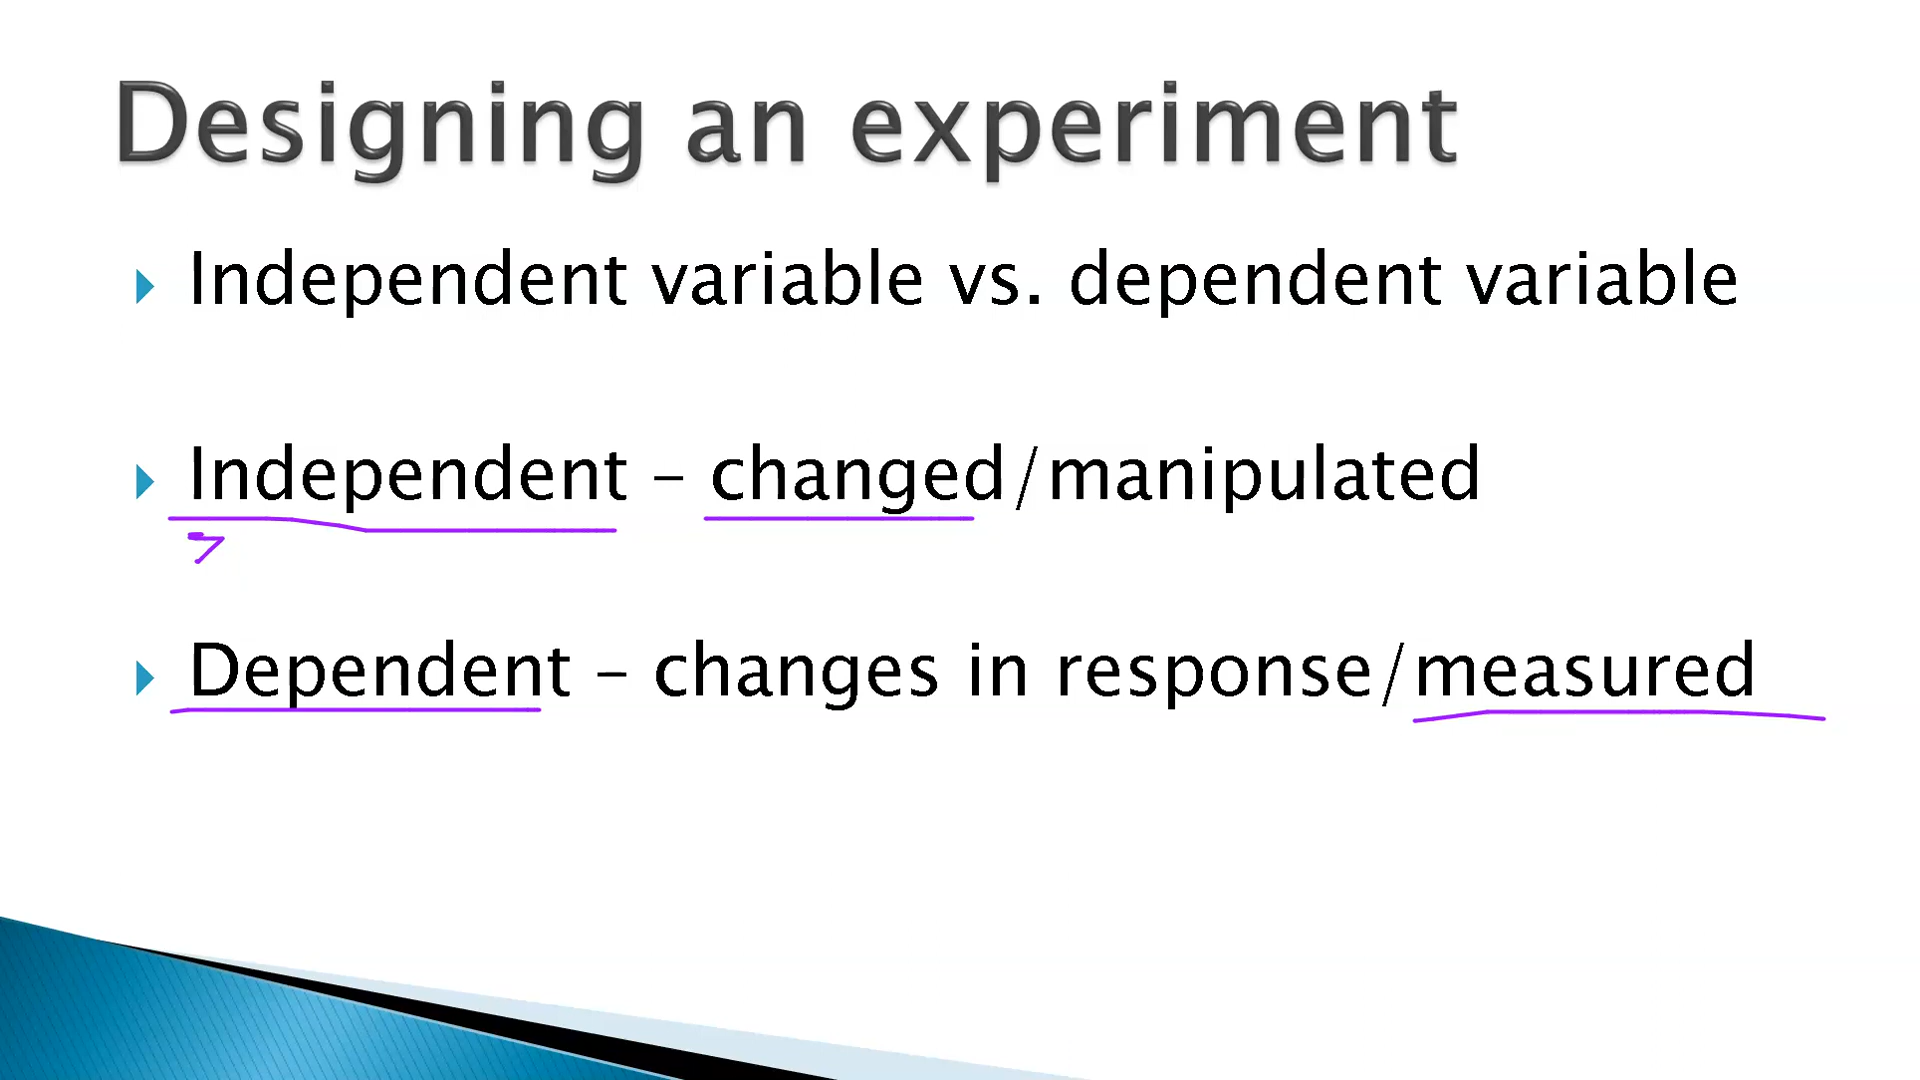 Designing an experiment
Independent variable vs. dependent variable
Independent – changed/manipulated
Dependent – changes in response/measured